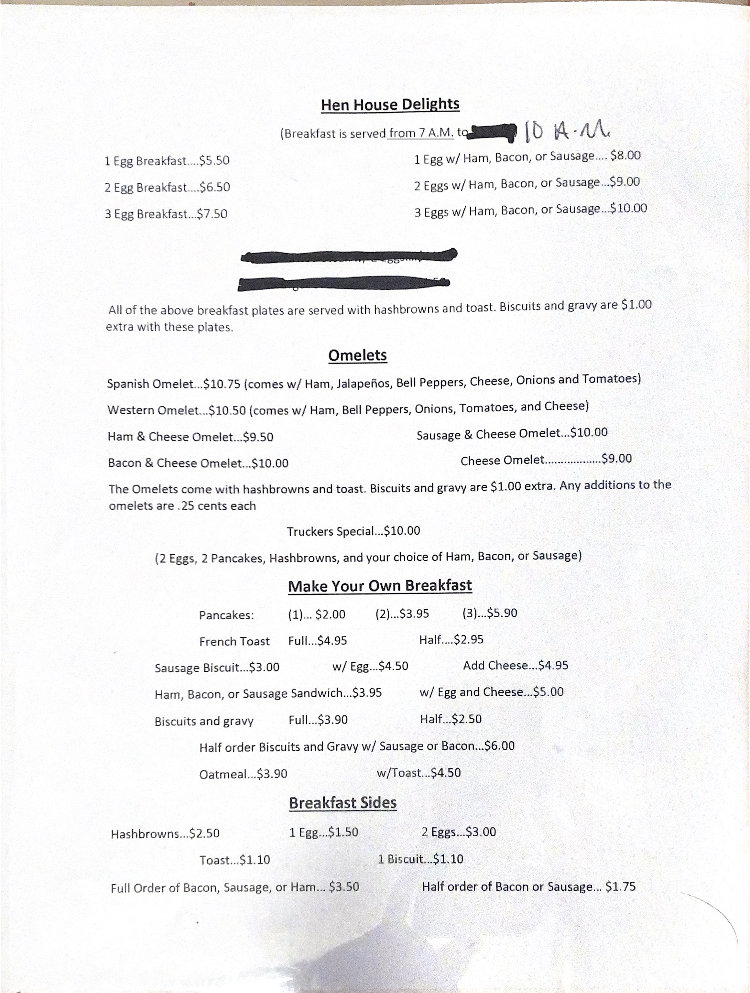 Hen House Delights
(Breakfast is served from 7 A.M. to 10 A.M.
1 Egg Breakfast....$5.50 1 Egg w/ Ham, Bacon, or Sausage.... $8.00
2 Egg Breakfast...$6.50 2 Eggs w/ Ham, Bacon, or Sausage...$9.00
3 Egg Breakfast...$7.50 3 Eggs w/ Ham, Bacon, or Sausage...$10.00
All of the above breakfast plates are served with hashbrowns and toast. Biscuits and gravy are $1.00
extra with these plates.
Omelets
Spanish Omelet...$10.75 (comes w/ Ham, Jalapeños, Bell Peppers, Cheese, Onions and Tomatoes)
Western Omelet...$10.50 (comes w/ Ham, Bell Peppers, Onions, Tomatoes, and Cheese)
Ham & Cheese Omelet...$9.50 Sausage & Cheese Omelet...$10.00
Bacon & Cheese Omelet...$10.00 Cheese Omelet..................$9.00
The Omelets come with hashbrowns and toast. Biscuits and gravy are $1.00 extra. Any additions to the
omelets are .25 cents each
Truckers Special...$10.00
(2 Eggs, 2 Pancakes, Hashbrowns, and your choice of Ham, Bacon, or Sausage)
Make Your Own Breakfast
Pancakes: (1)... $2.00 (2)...$3.95 (3)...$5.90
French Toast Full...$4.95 Half....$2.95
Sausage Biscuit...$3.00 w/ Egg...$4.50 Add Cheese...$4.95
Ham, Bacon, or Sausage Sandwich...$3.95 w/ Egg and Cheese...$5.00
Biscuits and gravy Full...$3.90 Half...$2.50
Half order Biscuits and Gravy w/ Sausage or Bacon...$6.00
Oatmeal...$3.90 w/Toast...$4.50
Breakfast Sides
Hashbrowns...$2.50 1 Egg...$1.50 2 Eggs...$3.00
Toast...$1.10 1 Biscuit...$1.10
Full Order of Bacon, Sausage, or Ham... $3.50 Half order of Bacon or Sausage... $1.75